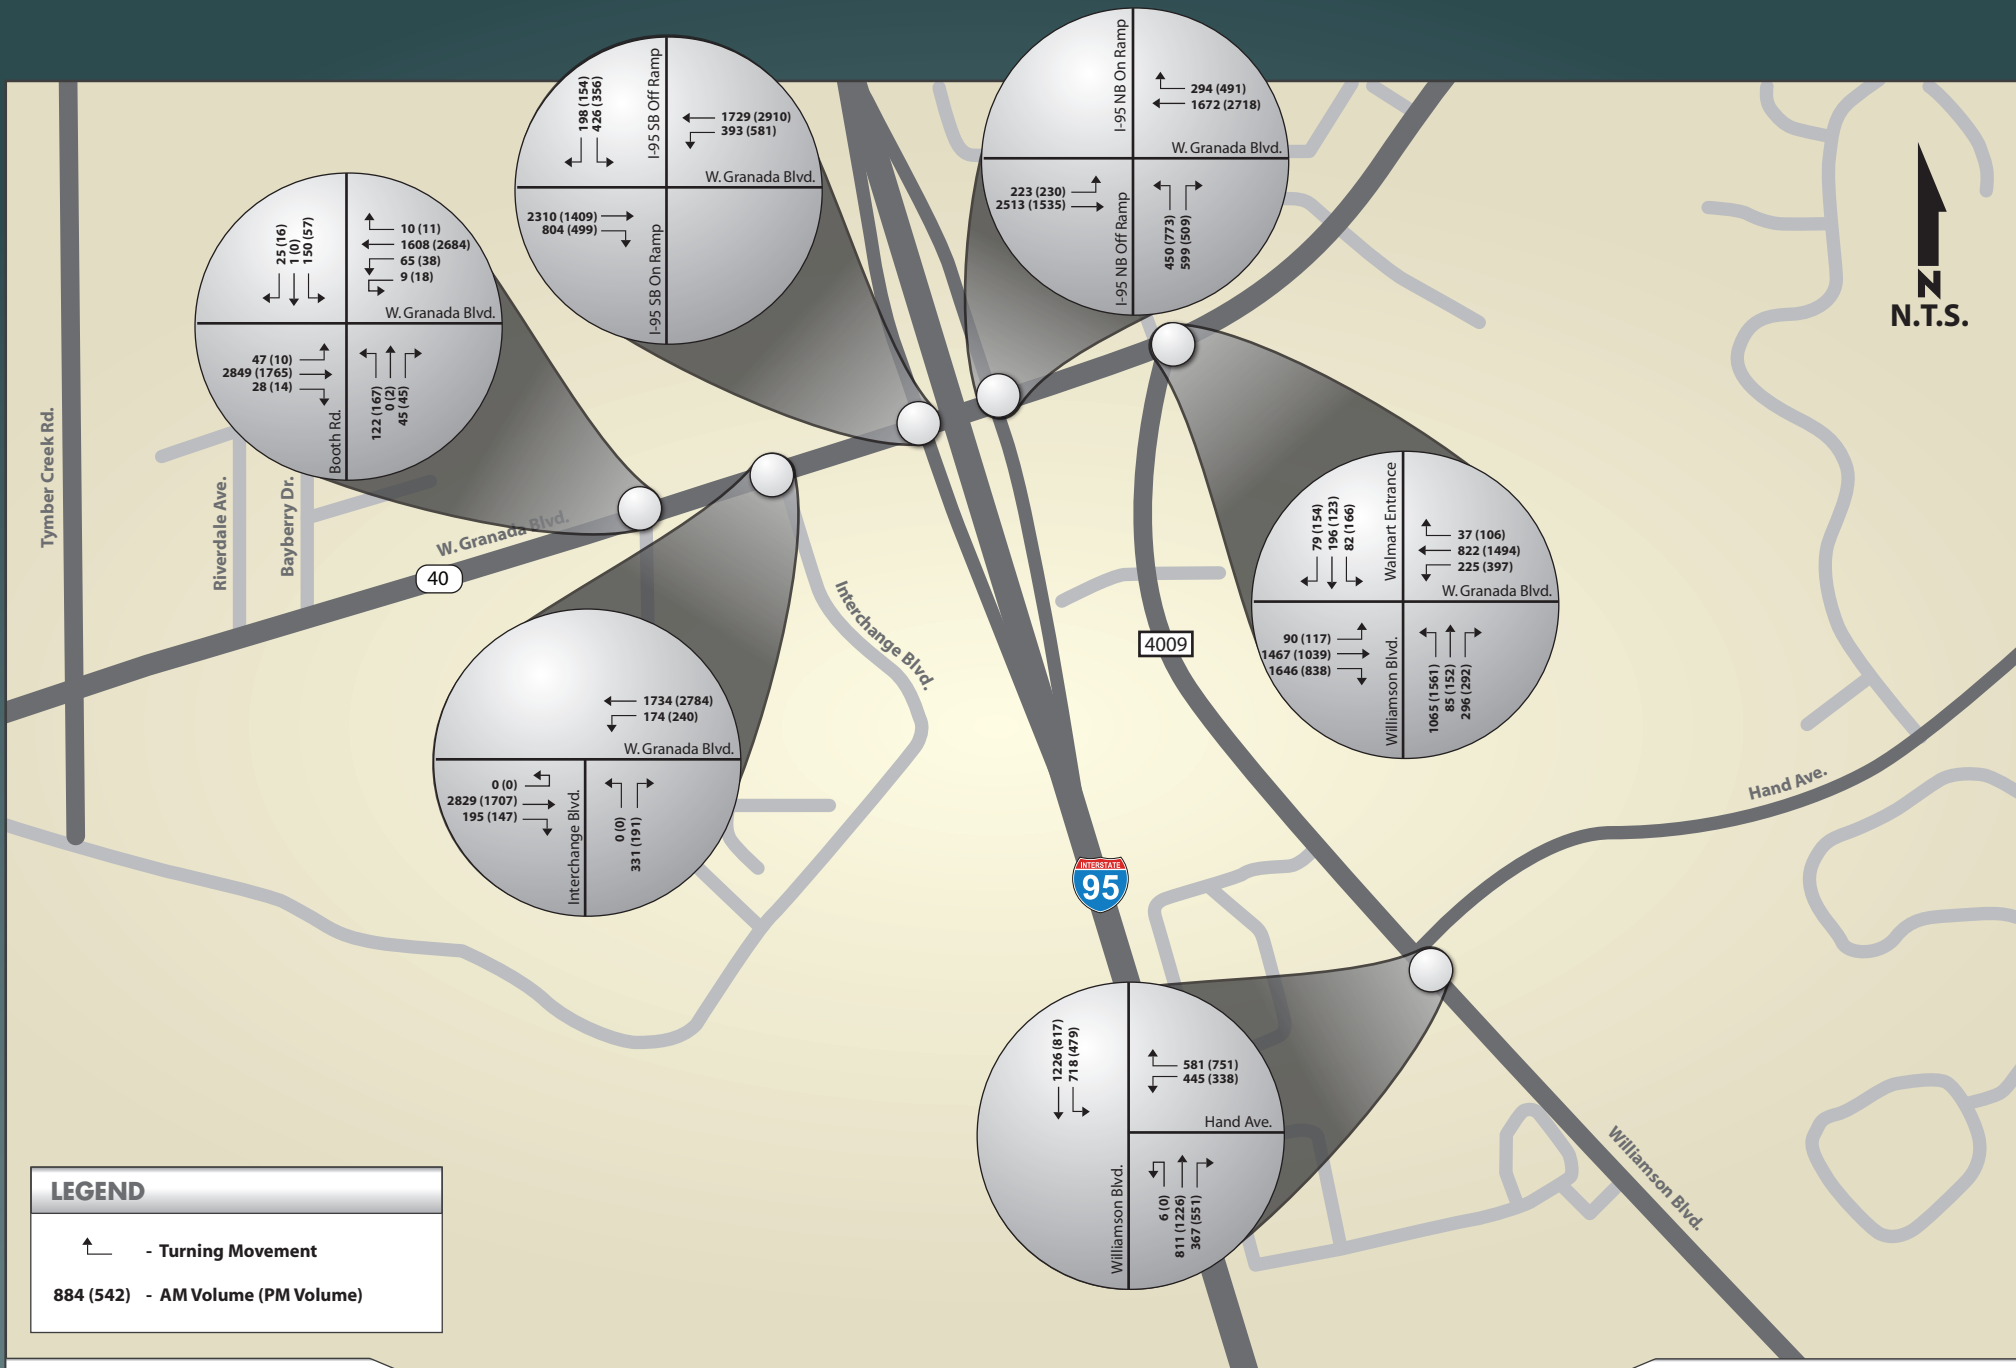 198 (154)
426 (356)
I-95 SB Off Ramp
1729 (2910)
393 (581)
W. Granada Blvd.
2310 (1409)
804 (499)
I-95 SB On Ramp
I-95 NB On Ramp
294 (491)
1672 (2718)
W. Granada Blvd.
223 (230)
2513 (1535)
I-95 NB Off Ramp
450 (773)
599 (509)
N
N.T.S.
25 (16)
1 (0)
150 (57)
10 (11)
1608 (2684)
65 (38)
9 (18)
W. Granada Blvd.
47 (10)
2849 (1765)
28 (14)
Booth Rd.
122 (167)
0 (2)
45 (45)
Tymber Creek Rd.
Riverdale Ave.
Bayberry Dr.
W. Granada Blvd.
40
Interchange Blvd.
4009
79 (154)
196 (123)
82 (166)
Walmart Entrance
37 (106)
822 (1494)
225 (397)
W. Granada Blvd.
90 (117)
1467 (1039)
1646 (838)
Williamson Blvd.
1065 (1561)
85 (152)
296 (292)
1734 (2784)
174 (240)
W. Granada Blvd.
0 (0)
2829 (1707)
195 (147)
Interchange Blvd.
0 (0)
331 (191)
Hand Ave.
INTERSTATE
95
1226 (817)
718 (479)
581 (751)
445 (338)
Hand Ave.
Williamson Blvd.
6 (0)
811 (1226)
367 (551)
Williamson Blvd.
LEGEND
- Turning Movement
884 (542) - AM Volume (PM Volume)